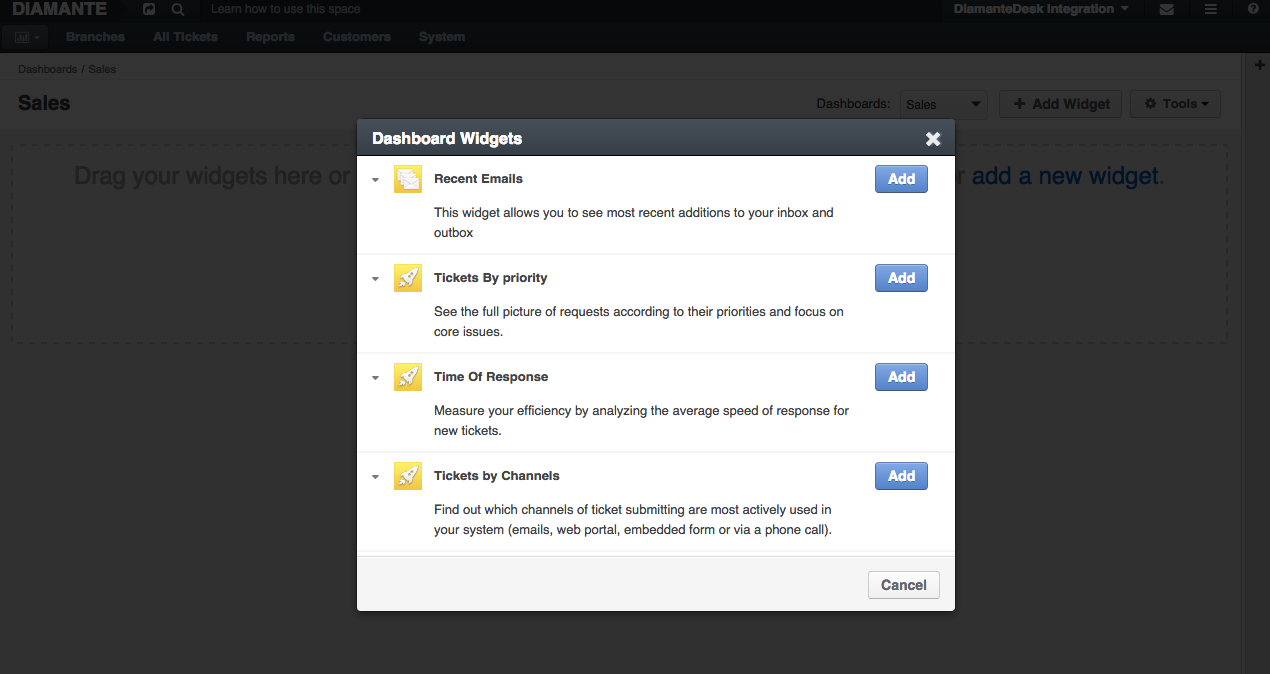 DIAMANTE Learn how to use this space DiamanteDesk Integration
Branches All Tickets Reports Customers System
Dashboards / Sales
Sales Dashboards: Sales + Add Widget Tools
Dashboard Widgets
Drag your widgets here or r add a new widget.
Recent Emails Add
This widget allows you to see most recent additions to your inbox and
outbox
Tickets By priority Add
See the full picture of requests according to their priorities and focus on
core issues.
Time Of Response Add
Measure your efficiency by analyzing the average speed of response for
new tickets.
Tickets by Channels Add
Find out which channels of ticket submitting are most actively used in
your system (emails, web portal, embedded form or via a phone call).
Cancel